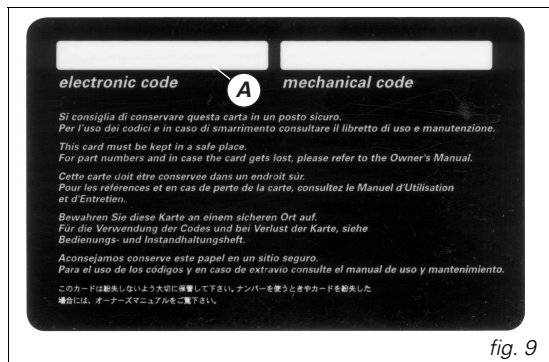 electronic code
mechanical code
A
Si consiglia di conservare questa carta in un posto sicuro.
Per l'uso dei codici e in caso di smarrimento consultare il libretto di uso e manutenzione.
This card must be kept in a safe place.
For part numbers and in case the card gets lost, please refer to the Owner's Manual.
Cette carte doit étre conservée dans un endroit sûr.
Pour les références et en cas de perte de la carte, consultez le Manuel d'Utilisation
et d'Entretien.
Bewahren Sie diese Karte an einem sicheren Ort auf.
Für die Verwendung der Codes und bei Verlust der Karte, siehe
Bedienungs- und Instandhaltungsheft.
Aconsejamos conserve este papel en un sitio seguro.
Para el uso de los códigos y en caso de extravio consulte el manual de uso y mantenimiento.
このカードは紛失しないよう大切に保管して下さい。ナンバーを使うときやカードを紛失した
場合には、オーナーズマニュアルをご覧下さい。
fig. 9